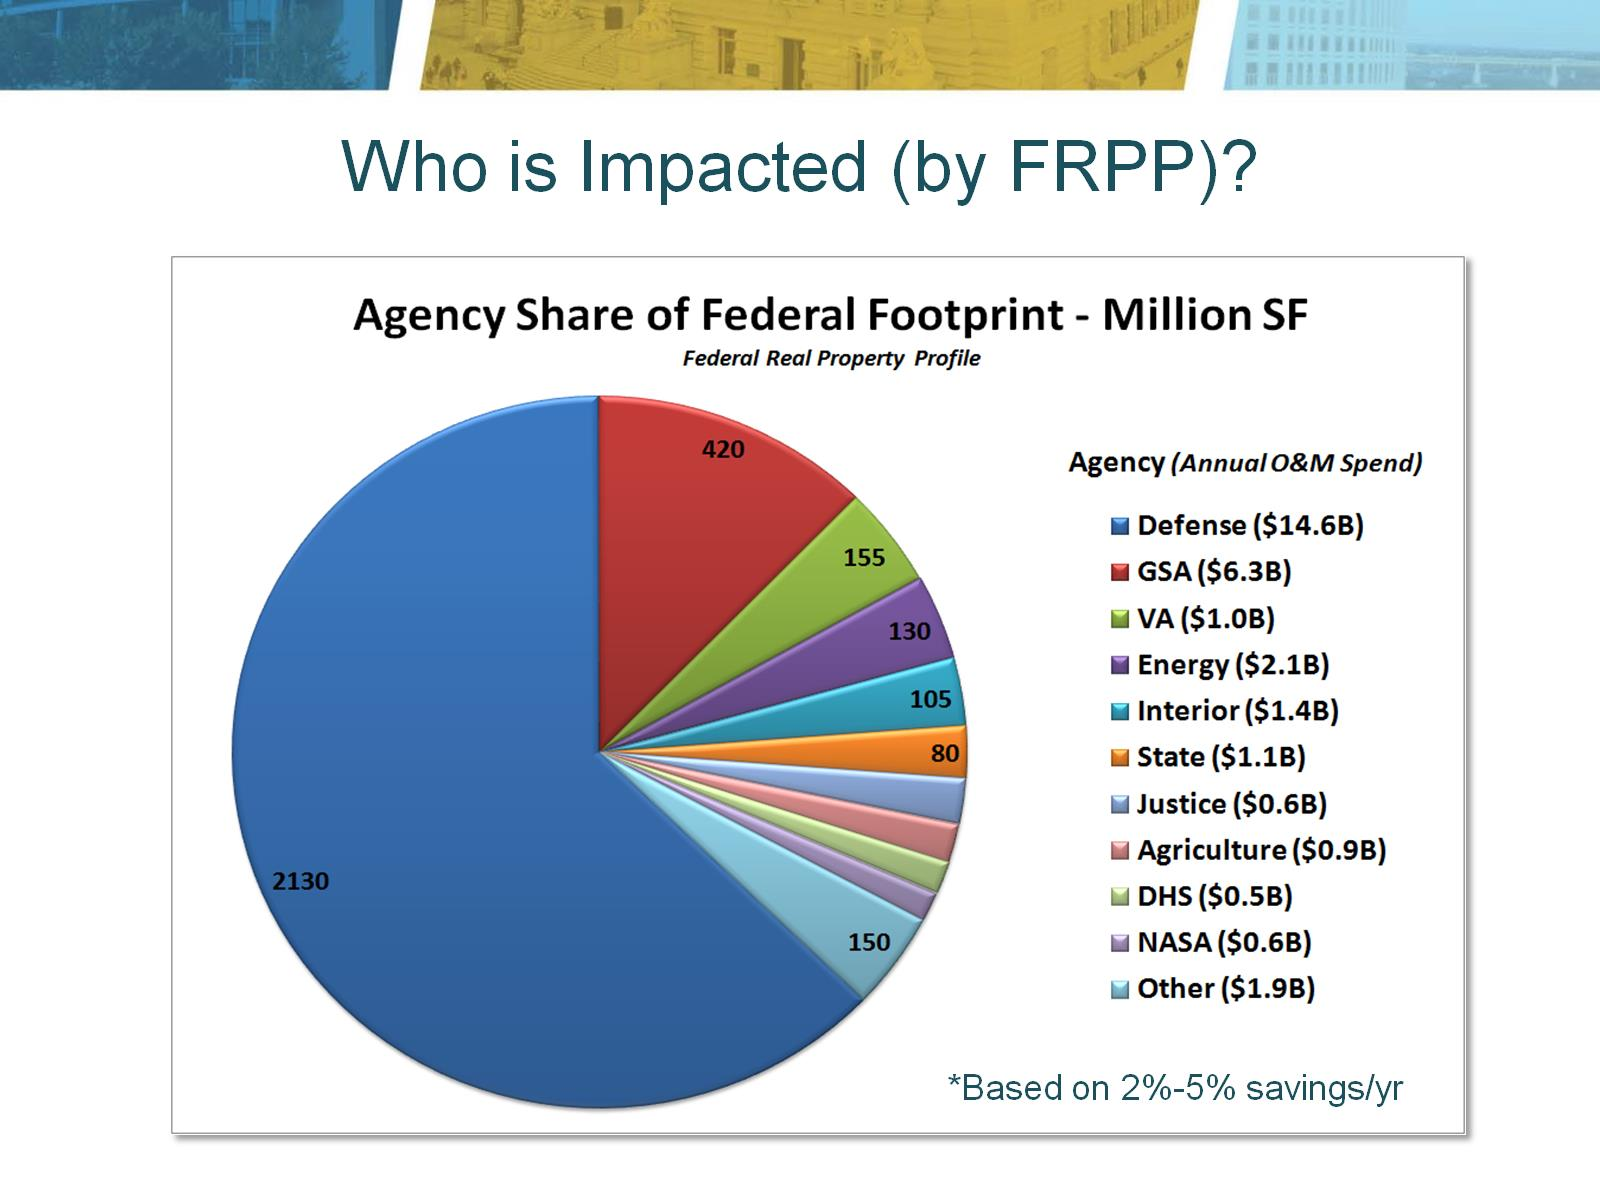 Who is Impacted (by FRPP)?
Agency Share of Federal Footprint - Million SF
Federal Real Property Profile
420
155
130
105
80
150
2130
Agency (Annual O&M Spend)
Defense ($14.6B)
GSA ($6.3B)
VA ($1.0B)
Energy ($2.1B)
Interior ($1.4B)
State ($1.1B)
Justice ($0.6B)
Agriculture ($0.9B)
DHS ($0.5B)
NASA ($0.6B)
Other ($1.9B)
*Based on 2%-5% savings/yr